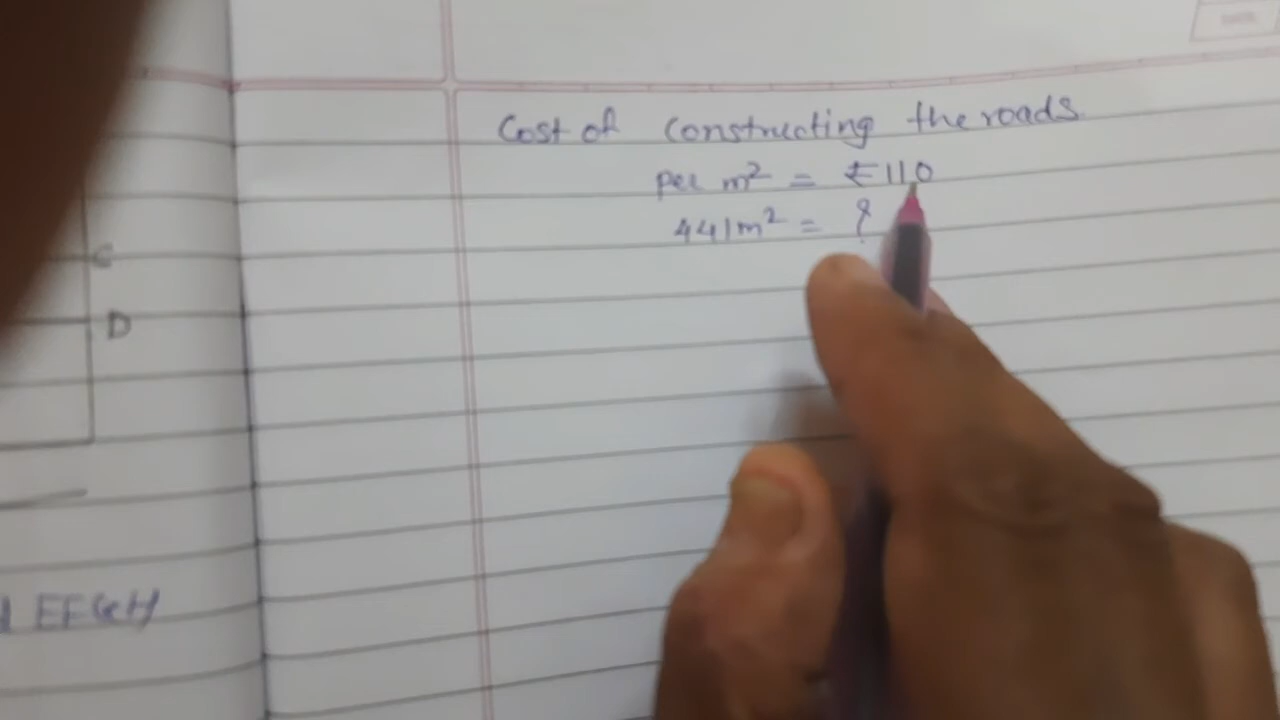 Cost of constructing the roads
per m² = ₹110
441m² = ?
C
D
EFGH